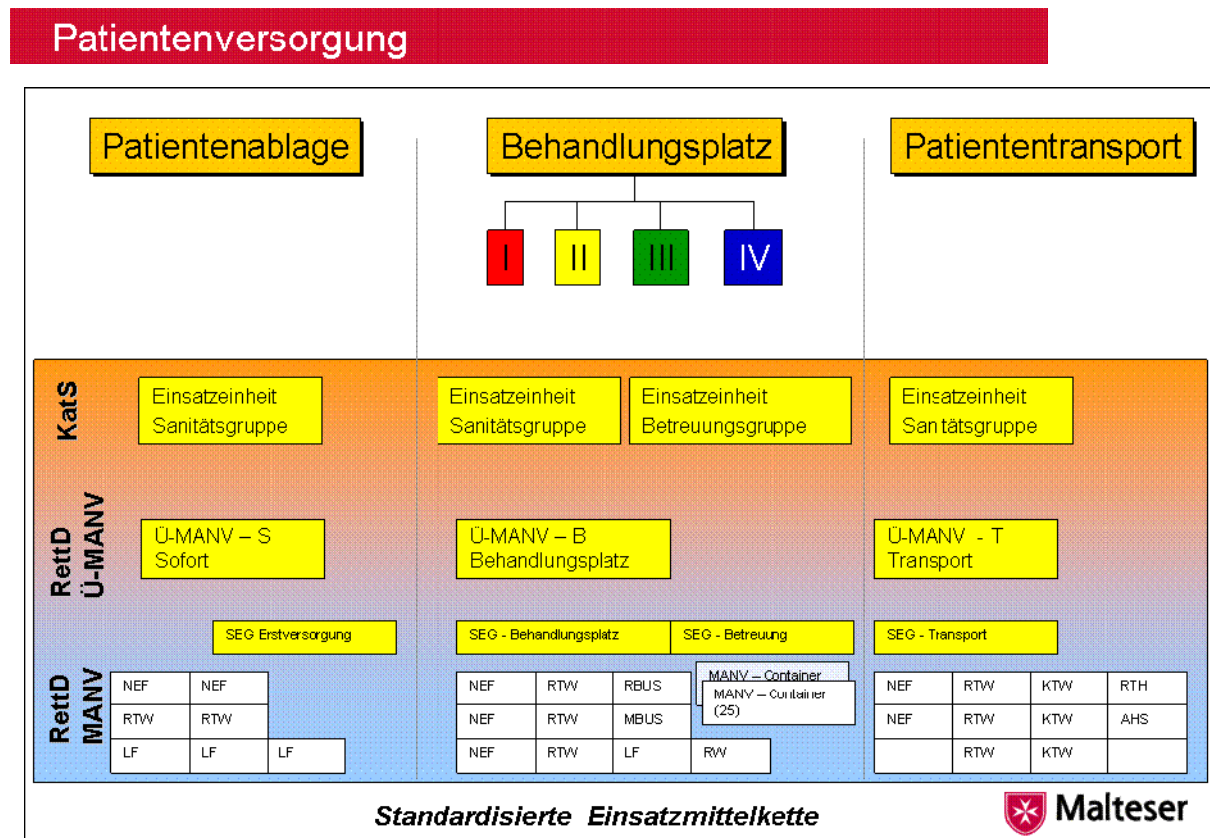 Patientenversorgung
Patientenablage
Behandlungsplatz
Patiententransport
I
II
III
IV
KatS
Einsatzeinheit
Sanitätsgruppe
Einsatzeinheit
Sanitätsgruppe
Einsatzeinheit
Betreuungsgruppe
Einsatzeinheit
Sanitätsgruppe
RettD
Ü-MANV
Ü-MANV – S
Sofort
Ü-MANV – B
Behandlungsplatz
Ü-MANV - T
Transport
SEG Erstversorgung
SEG - Behandlungsplatz
SEG - Betreuung
SEG - Transport
RettD
MANV
NEF NEF
RTW RTW
LF LF LF
NEF RTW RBUS
NEF RTW MBUS
NEF RTW LF RW
MANV – Container
MANV – Container
(25)
NEF RTW KTW RTH
NEF RTW KTW AHS
RTW KTW
Standardisierte Einsatzmittelkette
Malteser